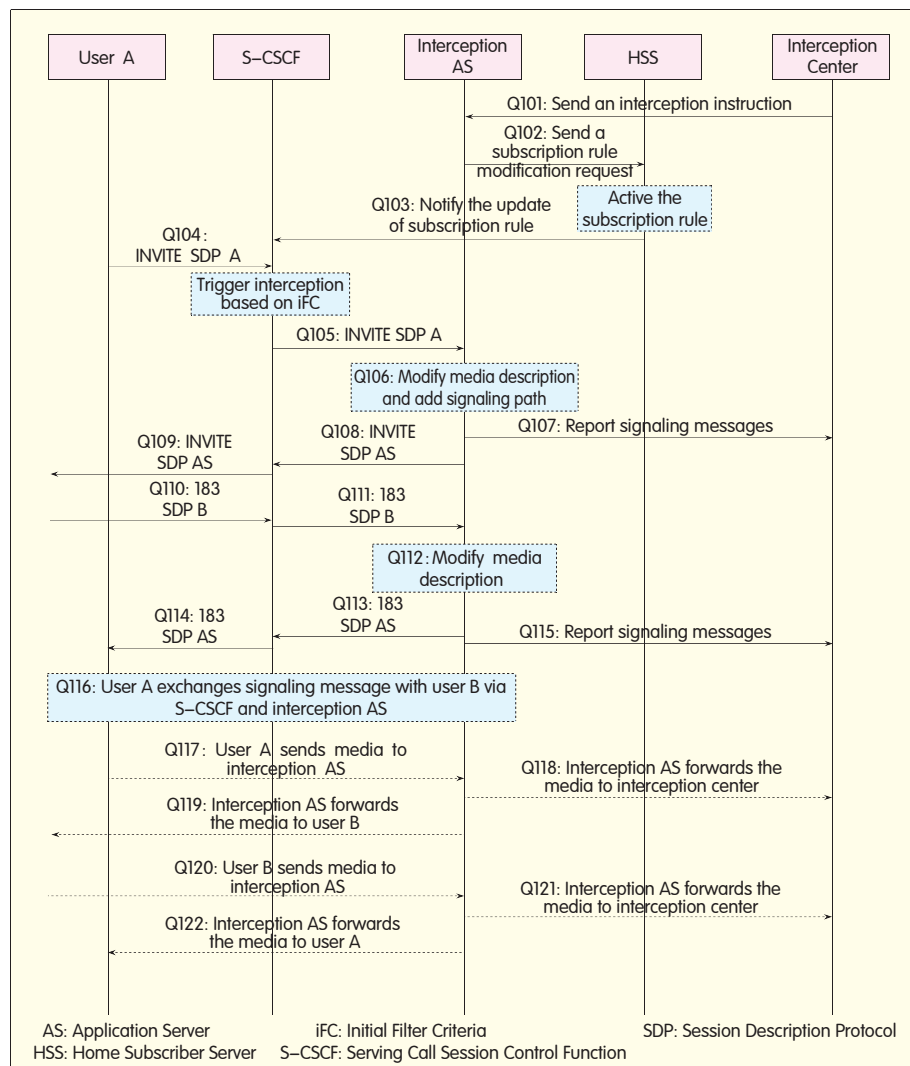 User A
S–CSCF
Interception
AS
HSS
Interception
Center
Q101: Send an interception instruction
Q102: Send a
subscription rule
modification request
Active the
subscription rule
Q103: Notify the update
of subscription rule
Q104:
INVITE SDP A
Trigger interception
based on iFC
Q105: INVITE SDP A
Q106: Modify media description
and add signaling path
Q107: Report signaling messages
Q108: INVITE
SDP AS
Q109: INVITE
SDP AS
Q110: 183
SDP B
Q111: 183
SDP B
Q112: Modify media
description
Q113: 183
SDP AS
Q114: 183
SDP AS
Q115: Report signaling messages
Q116: User A exchanges signaling message with user B via
S–CSCF and interception AS
Q117: User A sends media to
interception AS
Q118: Interception AS forwards the
media to interception center
Q119: Interception AS forwards
the media to user B
Q120: User B sends media to
interception AS
Q121: Interception AS forwards the
media to interception center
Q122: Interception AS forwards
the media to user A
AS: Application Server
iFC: Initial Filter Criteria
SDP: Session Description Protocol
HSS: Home Subscriber Server
S–CSCF: Serving Call Session Control Function